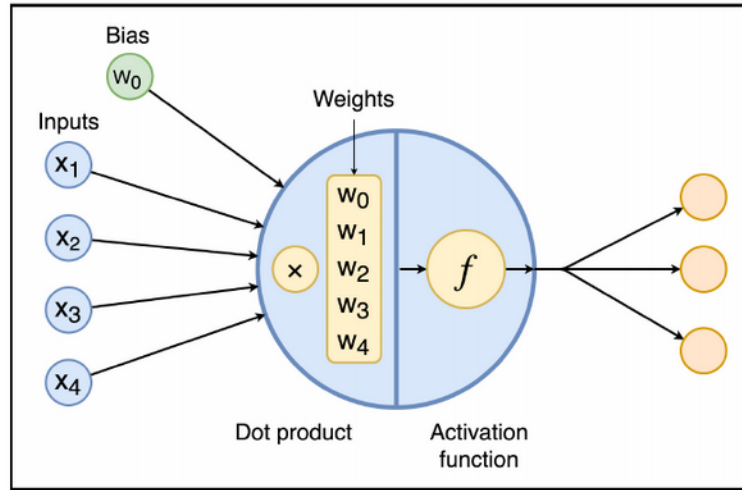 Bias
w₀
Weights
Inputs
x₁
x₂
x₃
x₄
w₀
w₁
w₂
w₃
w₄
×
f
Dot product
Activation
function